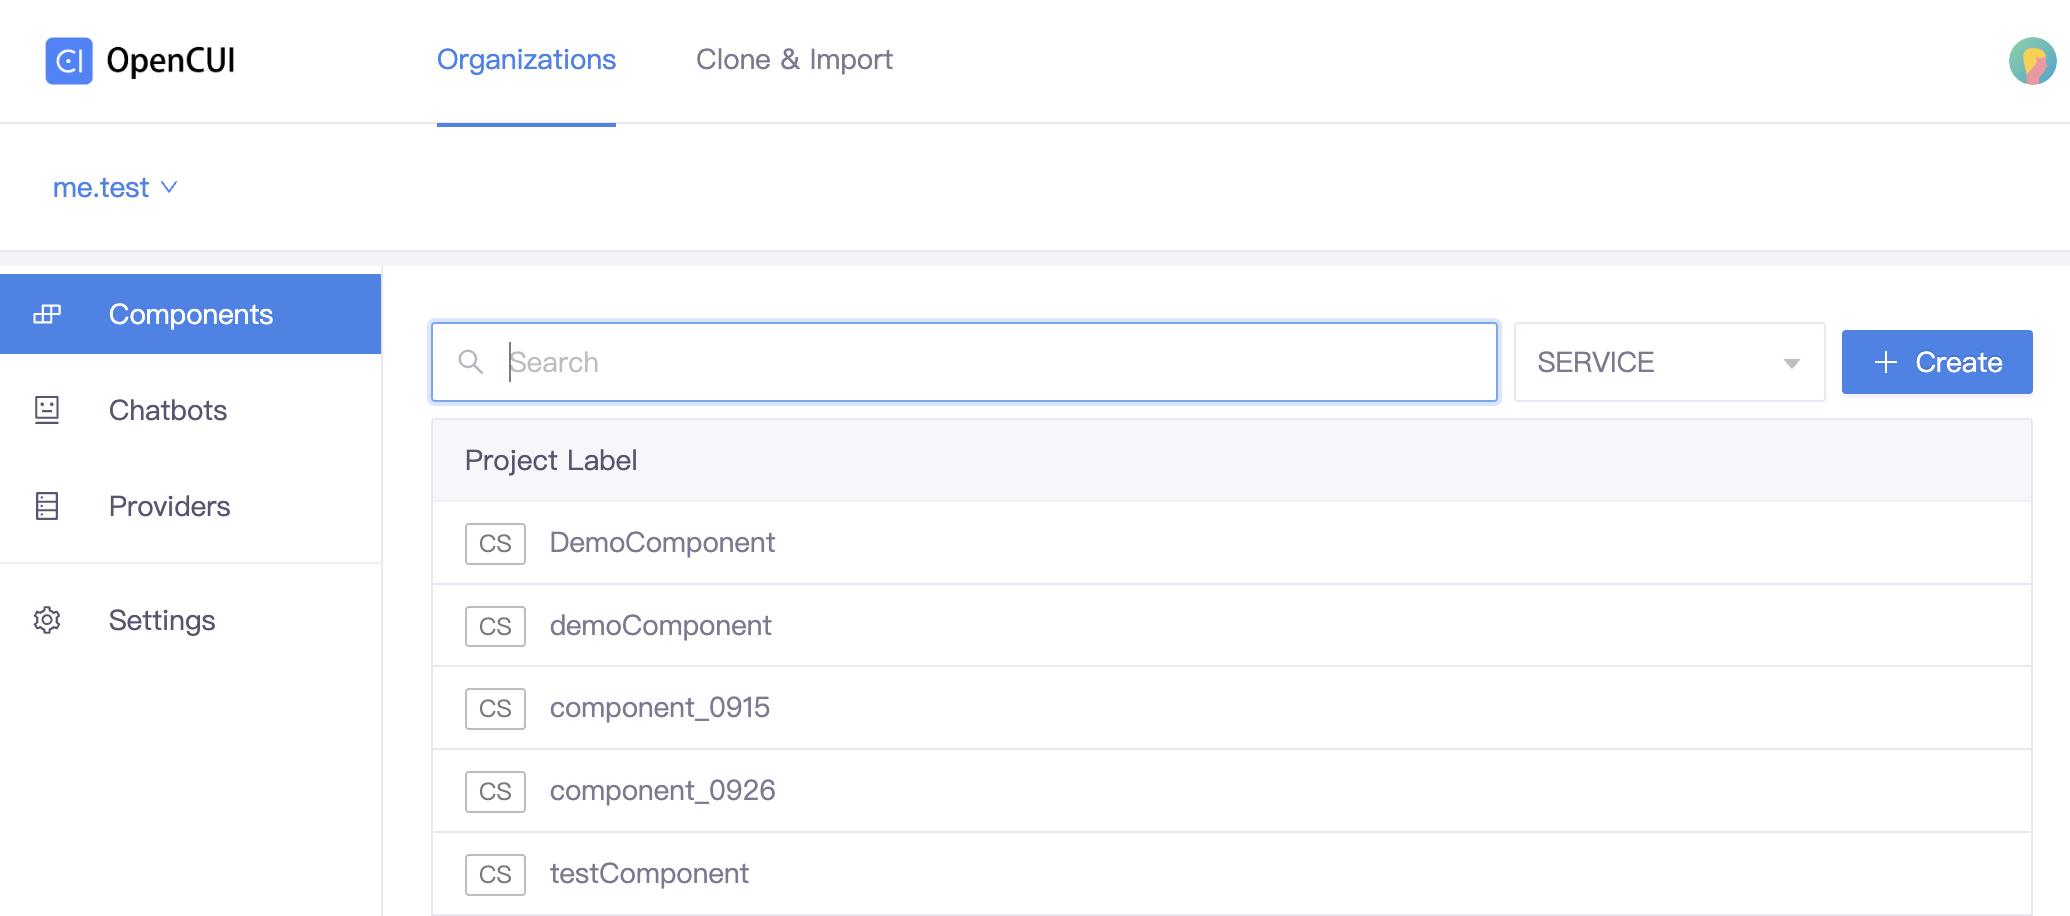 CI OpenCUI
Organizations
Clone & Import
me.test
Components
Chatbots
Providers
Settings
Search
SERVICE
Create
Project Label
CS DemoComponent
CS demoComponent
CS component_0915
CS component_0926
CS testComponent